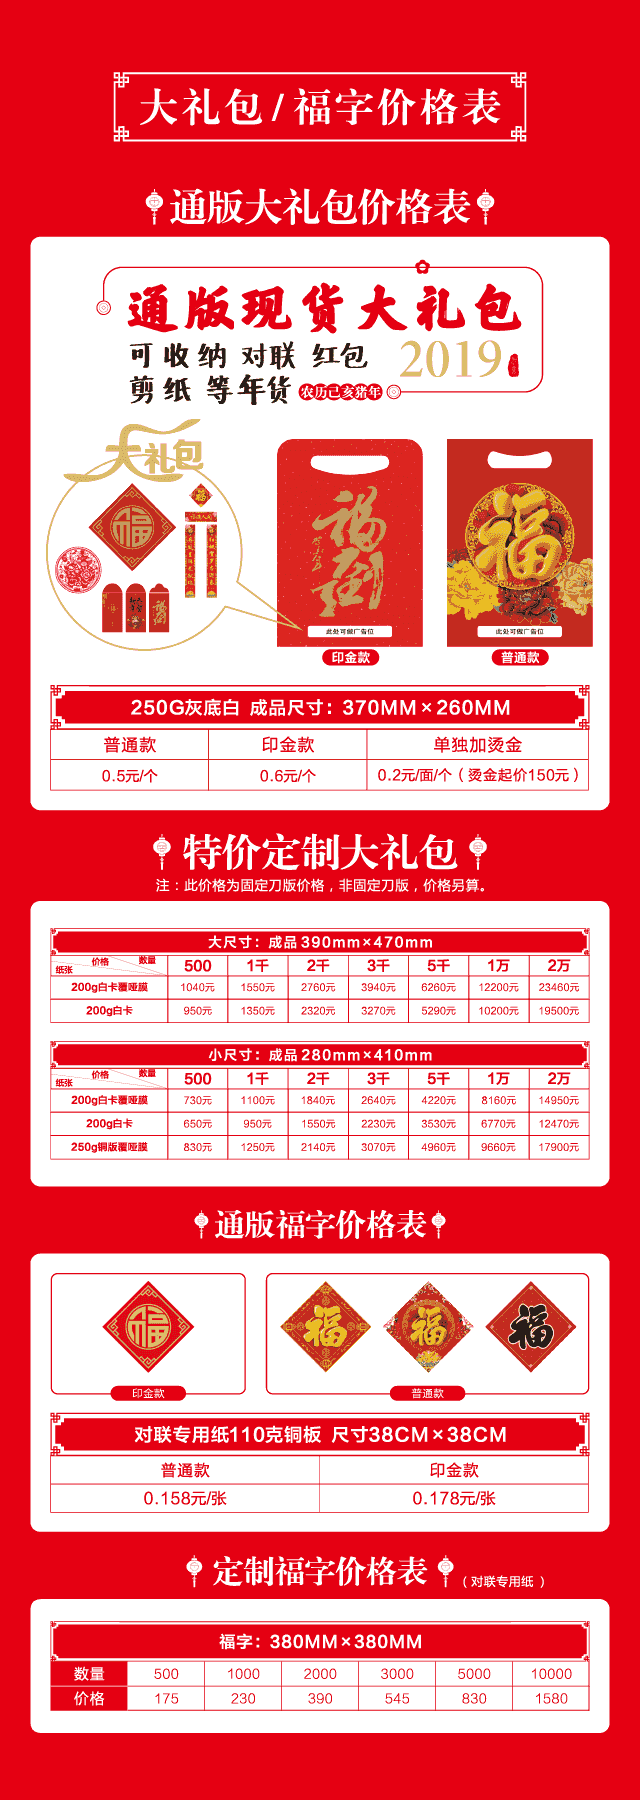 大礼包/福字价格表
通版大礼包价格表
通版现货大礼包
可收纳 对联 红包 2019
剪纸 等年货 农历己亥猪年
大礼包
福
此处可做广告位 此处可做广告位
印金款 普通款
250G灰底白 成品尺寸：370MM×260MM
普通款 印金款 单独加烫金
0.5元/个 0.6元/个 0.2元/面/个（烫金起价150元）
特价定制大礼包
注：此价格为固定刀版价格，非固定刀版，价格另算。
大尺寸：成品390mm×470mm
纸张 价格 数量 500 1千 2千 3千 5千 1万 2万
200g白卡覆哑膜 1040元 1550元 2760元 3940元 6260元 12200元 23460元
200g白卡 950元 1350元 2320元 3270元 5290元 10200元 19500元
小尺寸：成品280mm×410mm
纸张 价格 数量 500 1千 2千 3千 5千 1万 2万
200g白卡覆哑膜 730元 1100元 1840元 2640元 4220元 8160元 14950元
200g白卡 650元 950元 1550元 2230元 3530元 6770元 12470元
250g铜版覆哑膜 830元 1250元 2140元 3070元 4960元 9660元 17900元
通版福字价格表
福 福 福 福
印金款 普通款
对联专用纸110克铜板 尺寸38CM×38CM
普通款 印金款
0.158元/张 0.178元/张
定制福字价格表 （对联专用纸 ）
福字：380MM×380MM
数量 500 1000 2000 3000 5000 10000
价格 175 230 390 545 830 1580